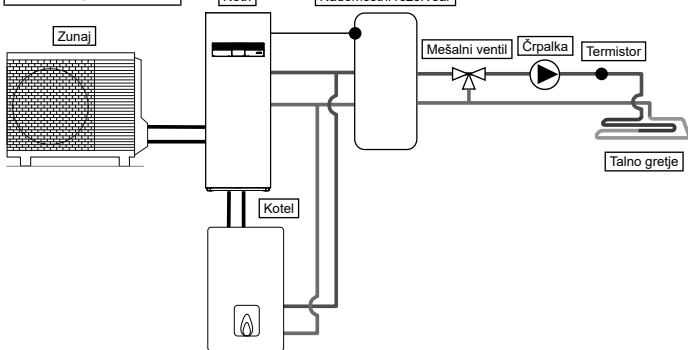 Zunaj
Mešalni ventil
Črpalka
Termistor
Talno gretje
Kotel